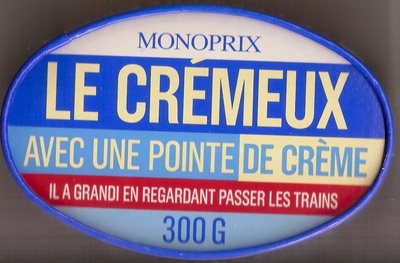 MONOPRIX
LE CRÉMEUX
AVEC UNE POINTE DE CRÈME
IL A GRANDI EN REGARDANT PASSER LES TRAINS
300 G